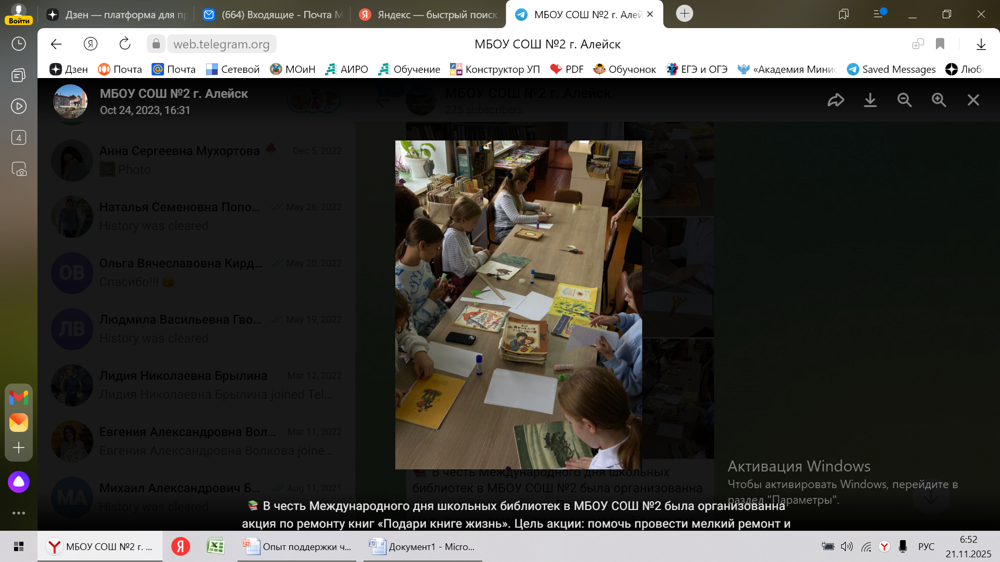 Войти
Дзен — платформа для пр
(664) Входящие - Почта M
Яндекс — быстрый поиск
МБОУ СОШ №2 г. Алей
web.telegram.org
МБОУ СОШ №2 г. Алейск
Дзен
Почта
Почта
Сетевой
МОиН
АИРО
Обучение
Конструктор УП
PDF
Обучонок
ЕГЭ и ОГЭ
«Академия Минис
Saved Messages
Люб
4
МБОУ СОШ №2 г. Алейск
Oct 24, 2023, 16:31
МБОУ СОШ №2 г. Алейск
225 subscribers
Анна Сергеевна Мухортова
Dec 5, 2022
Photo
Наталья Семеновна Попо...
May 26, 2022
History was cleared
ОВ
Ольга Вячеславовна Кирд...
May 20, 2022
Спасибо!!!
ЛВ
Людмила Васильевна Гво...
May 19, 2022
History was cleared
Лидия Николаевна Брылина
Mar 12, 2022
Лидия Николаевна Брылина joined Tel...
Евгения Александровна Вол...
Mar 11, 2022
Евгения Александровна Волкова joine...
МА
Михаил Александрович Б...
Aug 11, 2021
History was cleared
В честь Международного дня школьных
библиотек в МБОУ СОШ №2 была организованна
В честь Международного дня школьных библиотек в МБОУ СОШ №2 была организованна
акция по ремонту книг «Подари книге жизнь». Цель акции: помочь провести мелкий ремонт и
Активация Windows
Чтобы активировать Windows, перейдите в
раздел "Параметры".
МБОУ СОШ №2 г. ...
Опыт поддержки ч...
Документ1 - Micro...
РУС
6:52
21.11.2025